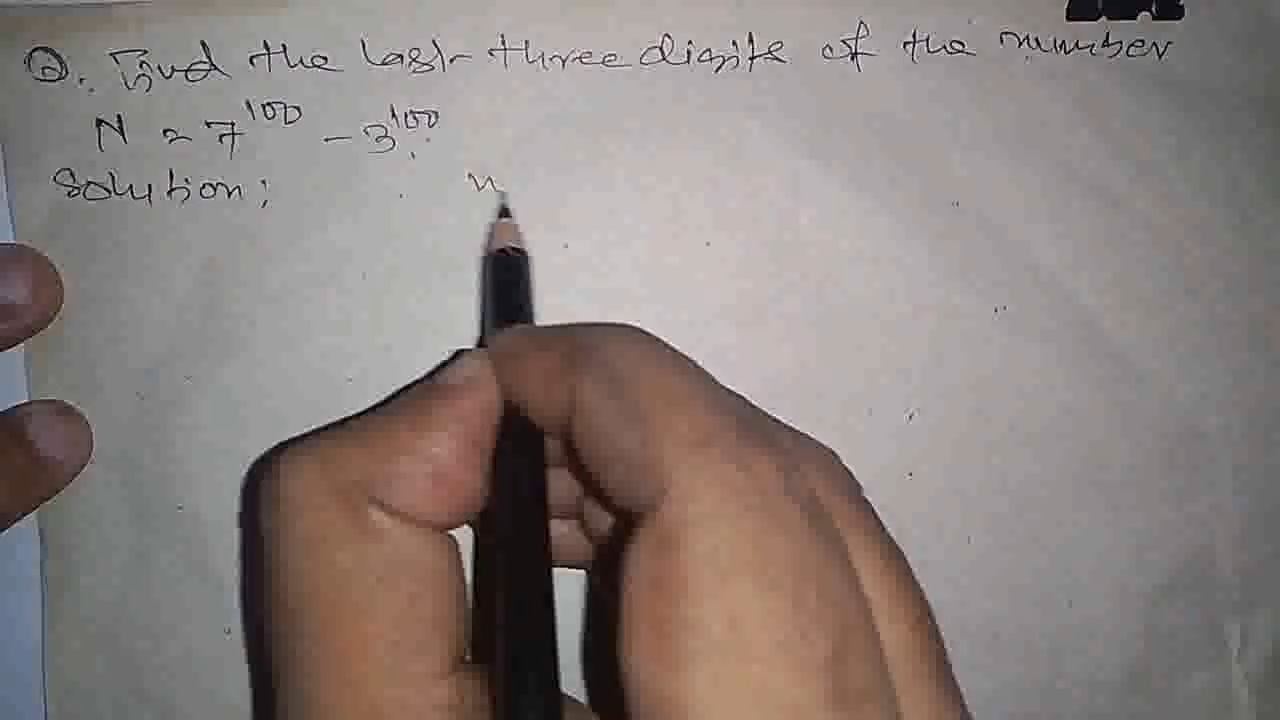 Q. Find the last three digits of the number
N = 7^100 - 3^100.
Solution:
N